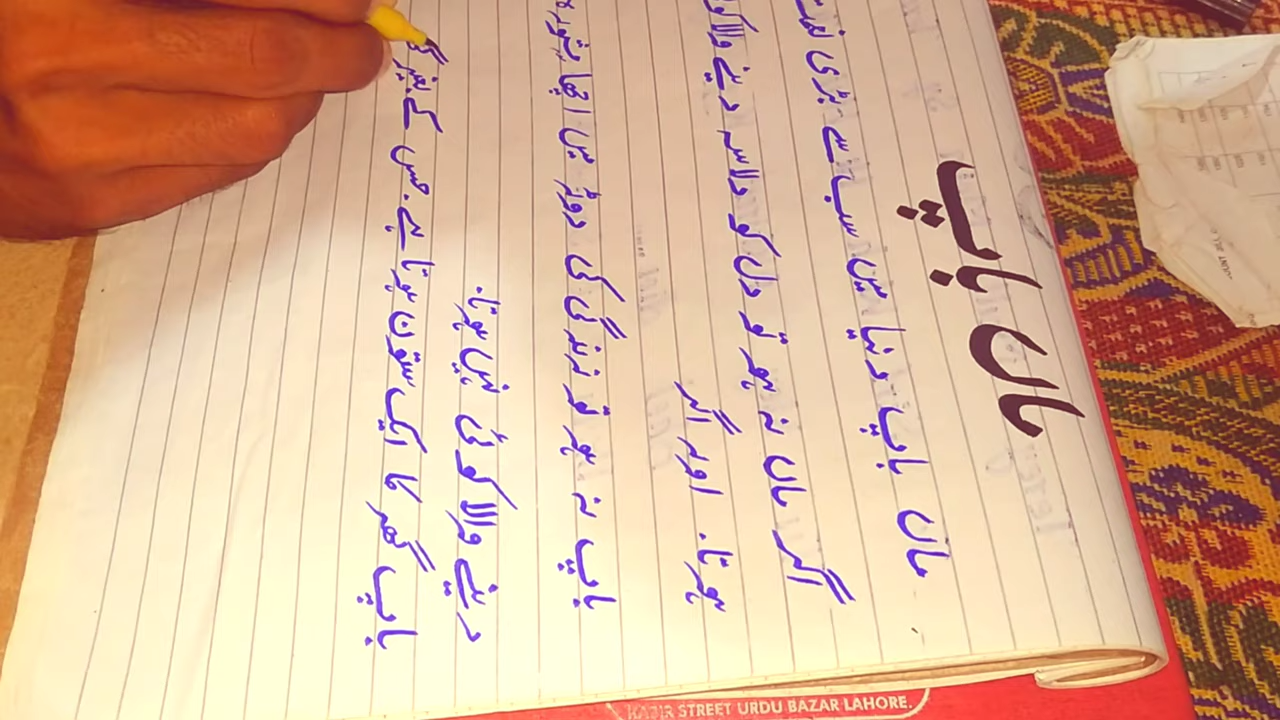 ماں باپ
ماں باپ دنیا میں سب سے بڑی
اگر ماں نہ ہو تو دل کو دلاسہ دینے والا
ہوتا۔ اور اگر
باپ نہ ہو تو زندگی کی دوڑ میں اچھا
دینے والا کوئی نہیں ہوتا۔
باپ گھر کا ایک ستون ہوتا ہے۔ جس کے بغیر
STREET URDU BAZAR LAHORE.